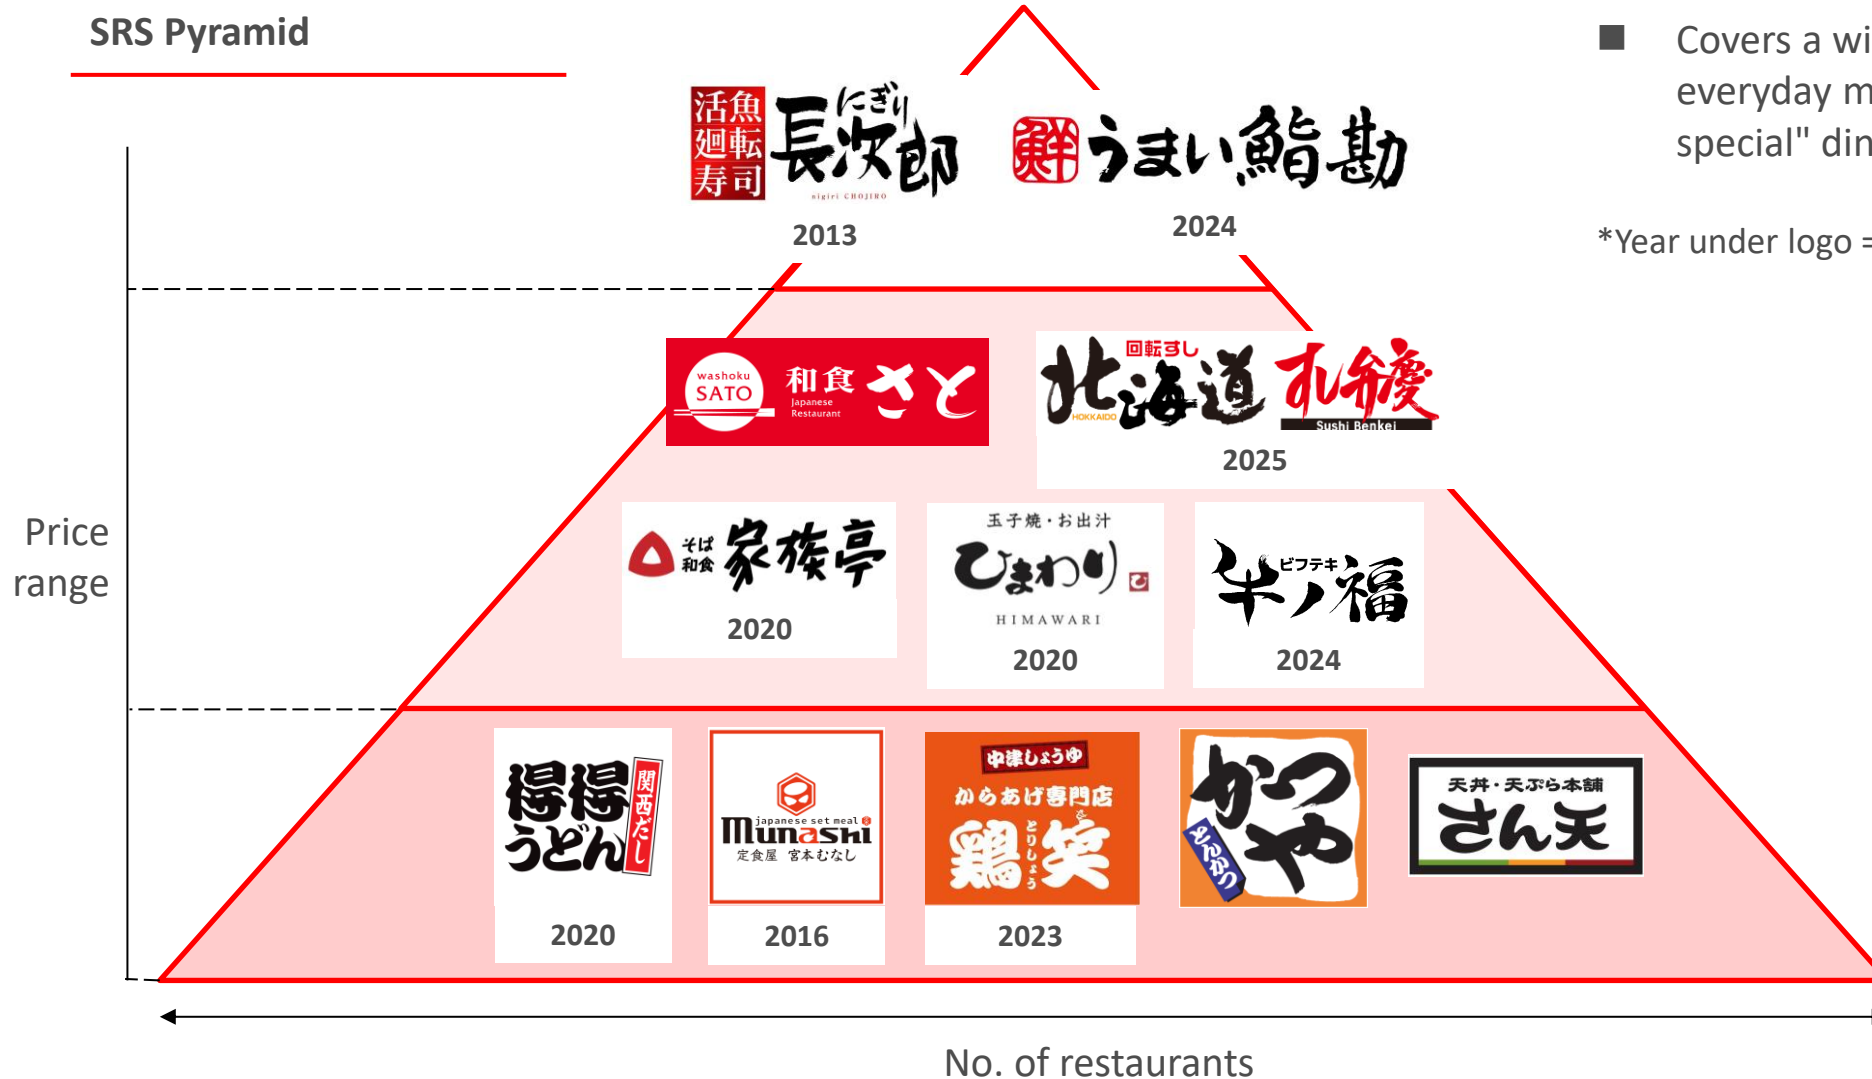 SRS Pyramid
Covers a wi
everyday m
special" din
*Year under logo =
活魚
廻転
寿司
にぎり
長次郎
nigiri CHOJIRO
2013
鮮 うまい鮨勘
2024
washoku
SATO
和食 さと
Japanese
Restaurant
回転すし
北海道
HOKKAIDO
すし弁慶
Sushi Benkei
2025
そば
和食
家族亭
2020
玉子焼・お出汁
ひまわり
ひ
HIMAWARI
2020
ビフテキ
牛ノ福
2024
Price
range
得得
うどん
関西だし
2020
japanese set meal
munashi
定食屋 宮本むなし
2016
中津しょうゆ
からあげ専門店
鶏笑
とりしょう
2023
かつや
とんかつ
天丼・天ぷら本舗
さん天
No. of restaurants